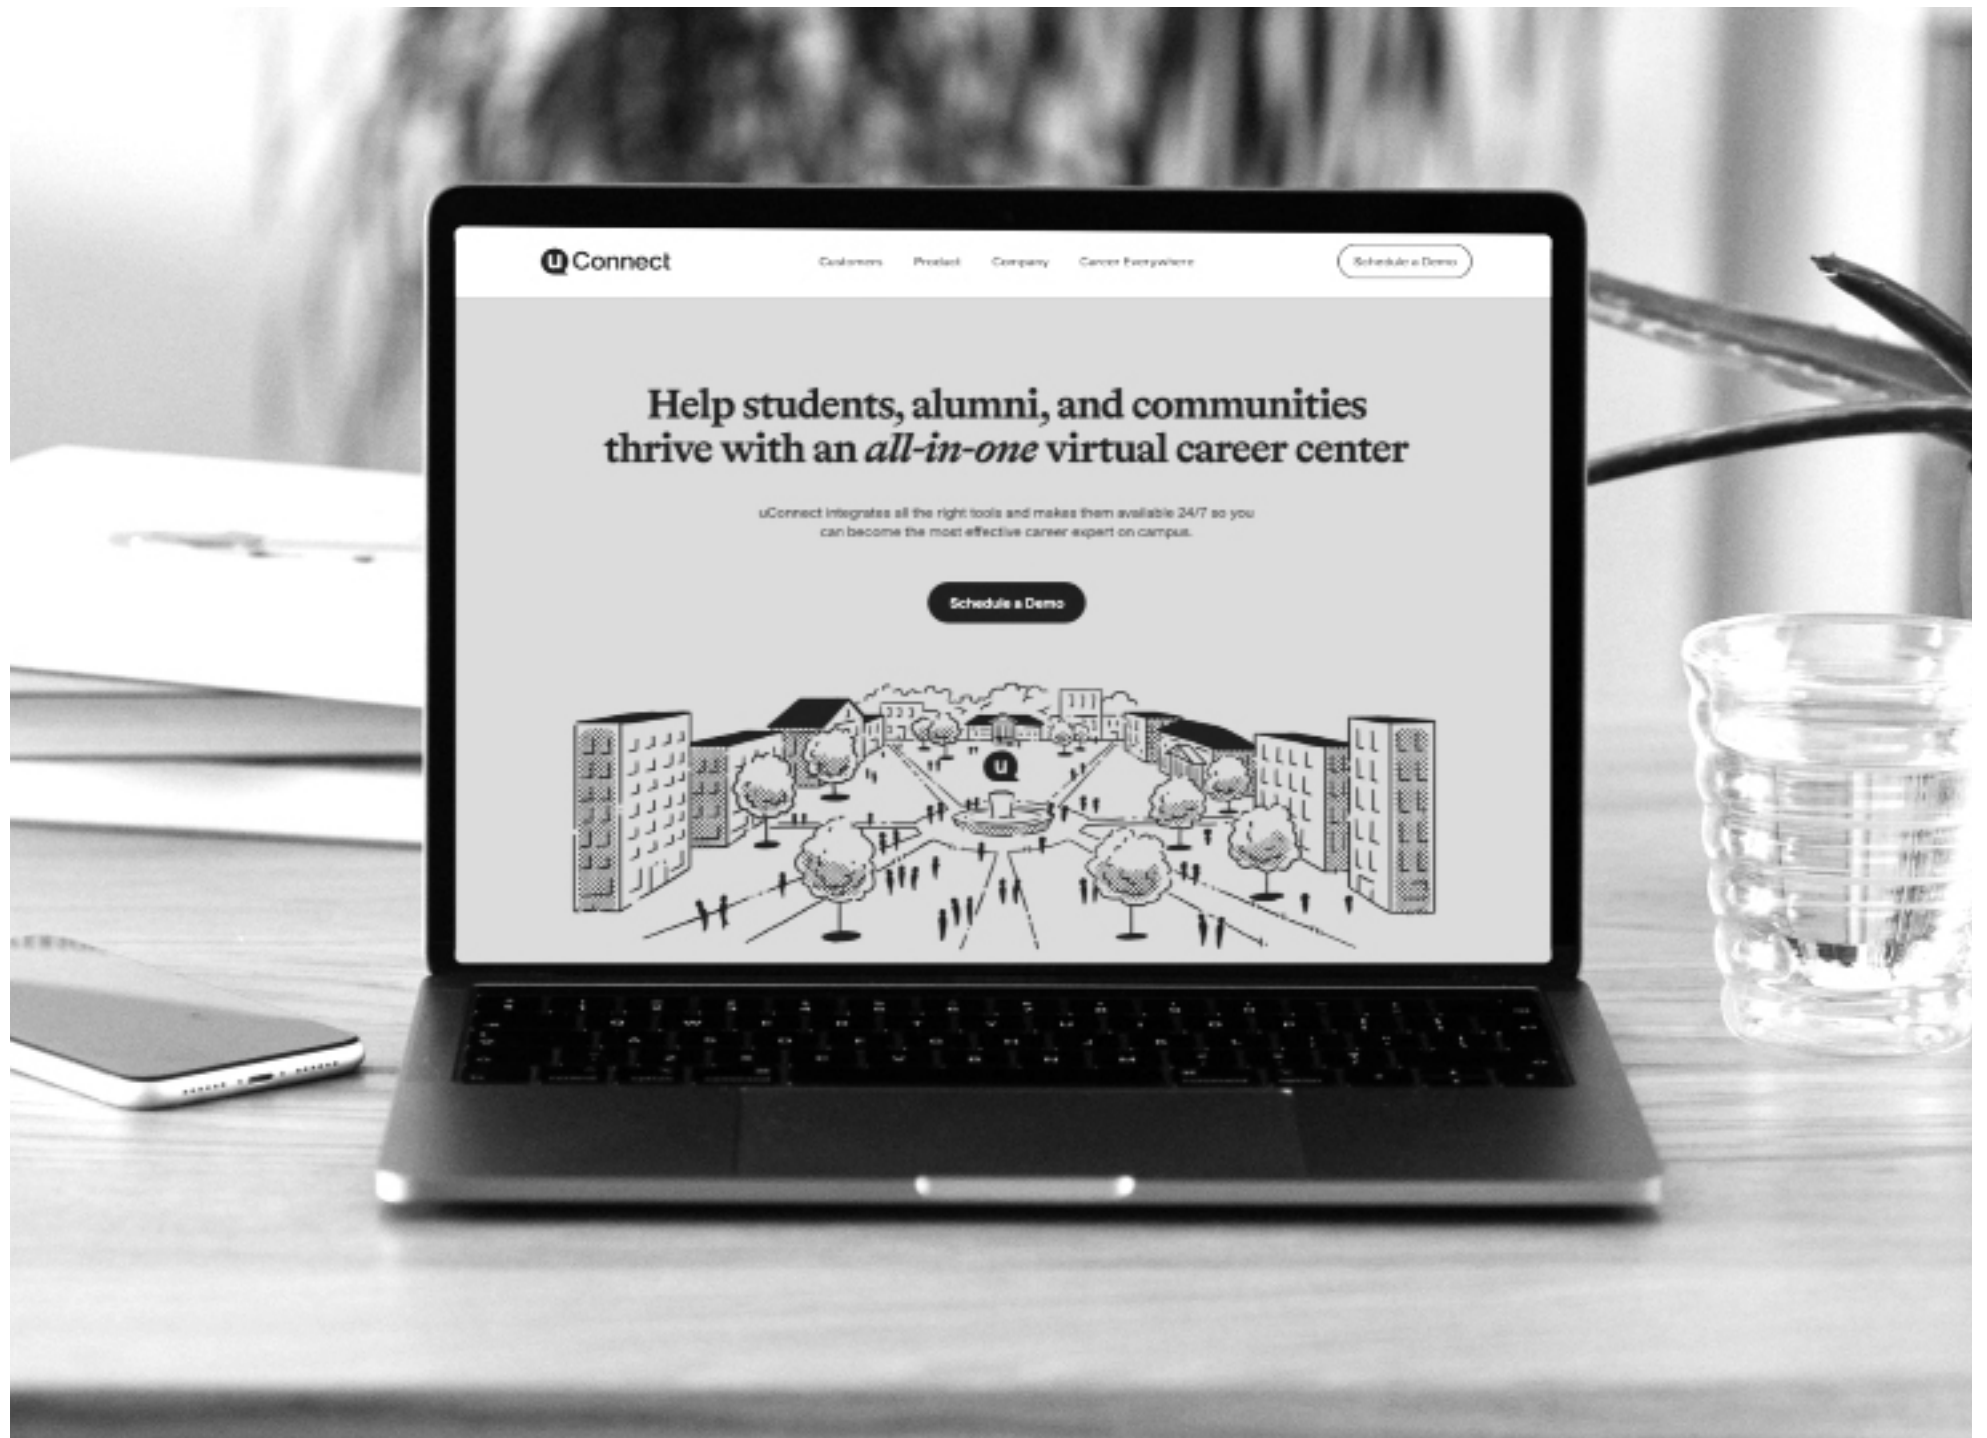 uConnect
Customers Product Company Career Everywhere
Schedule a Demo
Help students, alumni, and communities
thrive with an all-in-one virtual career center
uConnect integrates all the right tools and makes them available 24/7 so you
can become the most effective career expert on campus.
Schedule a Demo
u